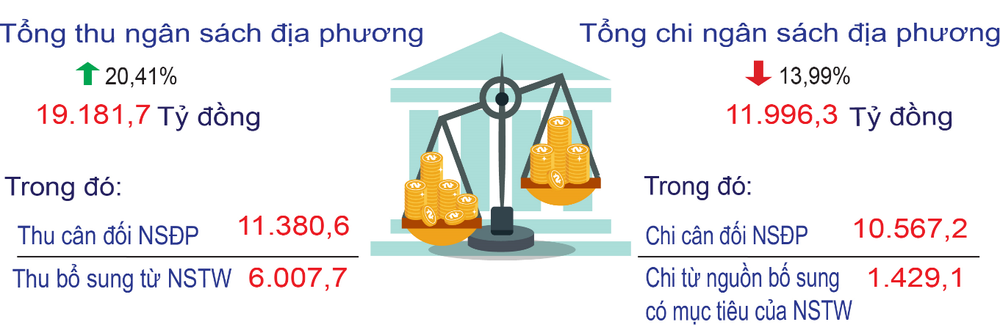 Tổng thu ngân sách địa phương
20,41%
19.181,7 Tỷ đồng
Trong đó:
Thu cân đối NSĐP 11.380,6
Thu bổ sung từ NSTW 6.007,7
Tổng chi ngân sách địa phương
13,99%
11.996,3 Tỷ đồng
Trong đó:
Chi cân đối NSĐP 10.567,2
Chi từ nguồn bổ sung 1.429,1
có mục tiêu của NSTW